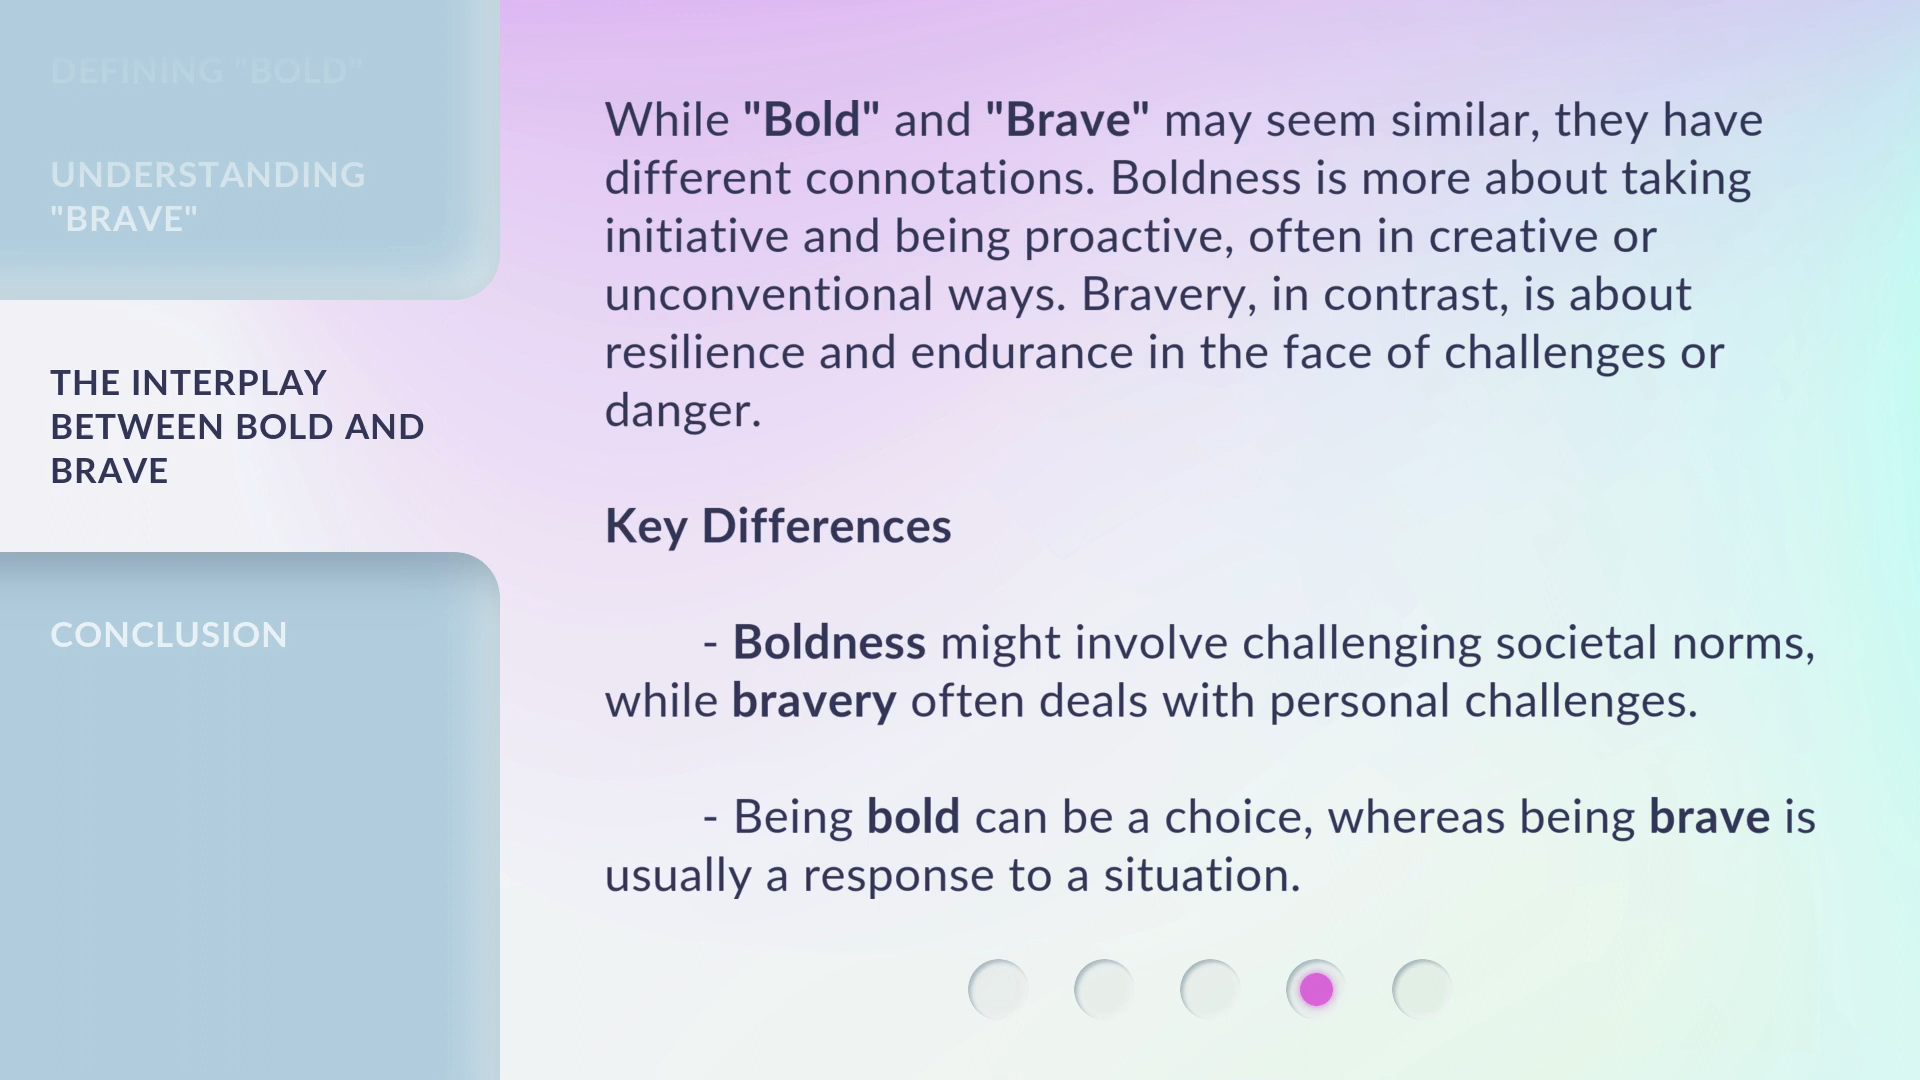 DEFINING "BOLD"
UNDERSTANDING
"BRAVE"
THE INTERPLAY
BETWEEN BOLD AND
BRAVE
CONCLUSION
While "Bold" and "Brave" may seem similar, they have
different connotations. Boldness is more about taking
initiative and being proactive, often in creative or
unconventional ways. Bravery, in contrast, is about
resilience and endurance in the face of challenges or
danger.
Key Differences
- Boldness might involve challenging societal norms,
while bravery often deals with personal challenges.
- Being bold can be a choice, whereas being brave is
usually a response to a situation.